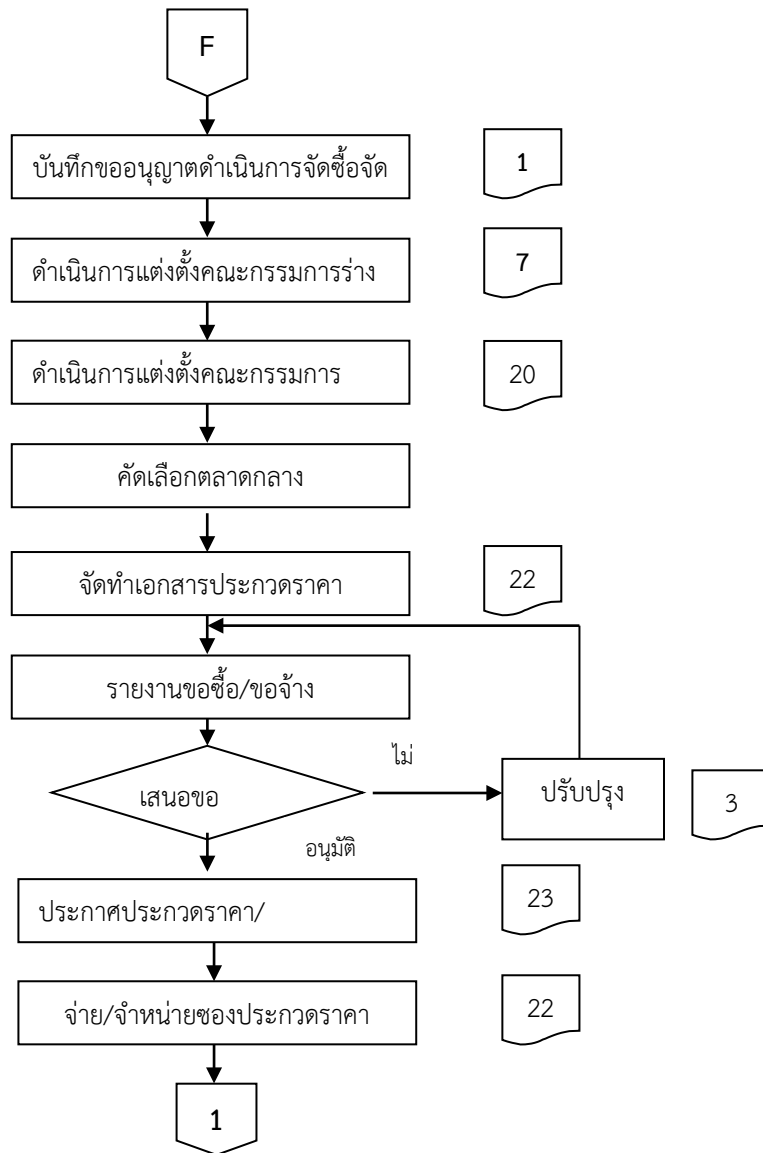 F
บันทึกขออนุญาตดำเนินการจัดซื้อจัด
1
ดำเนินการแต่งตั้งคณะกรรมการร่าง
7
ดำเนินการแต่งตั้งคณะกรรมการ
20
คัดเลือกตลาดกลาง
จัดทำเอกสารประกวดราคา
22
รายงานขอซื้อ/ขอจ้าง
ไม่
เสนอขอ
ปรับปรุง
3
อนุมัติ
ประกาศประกวดราคา/
23
จ่าย/จำหน่ายซองประกวดราคา
22
1